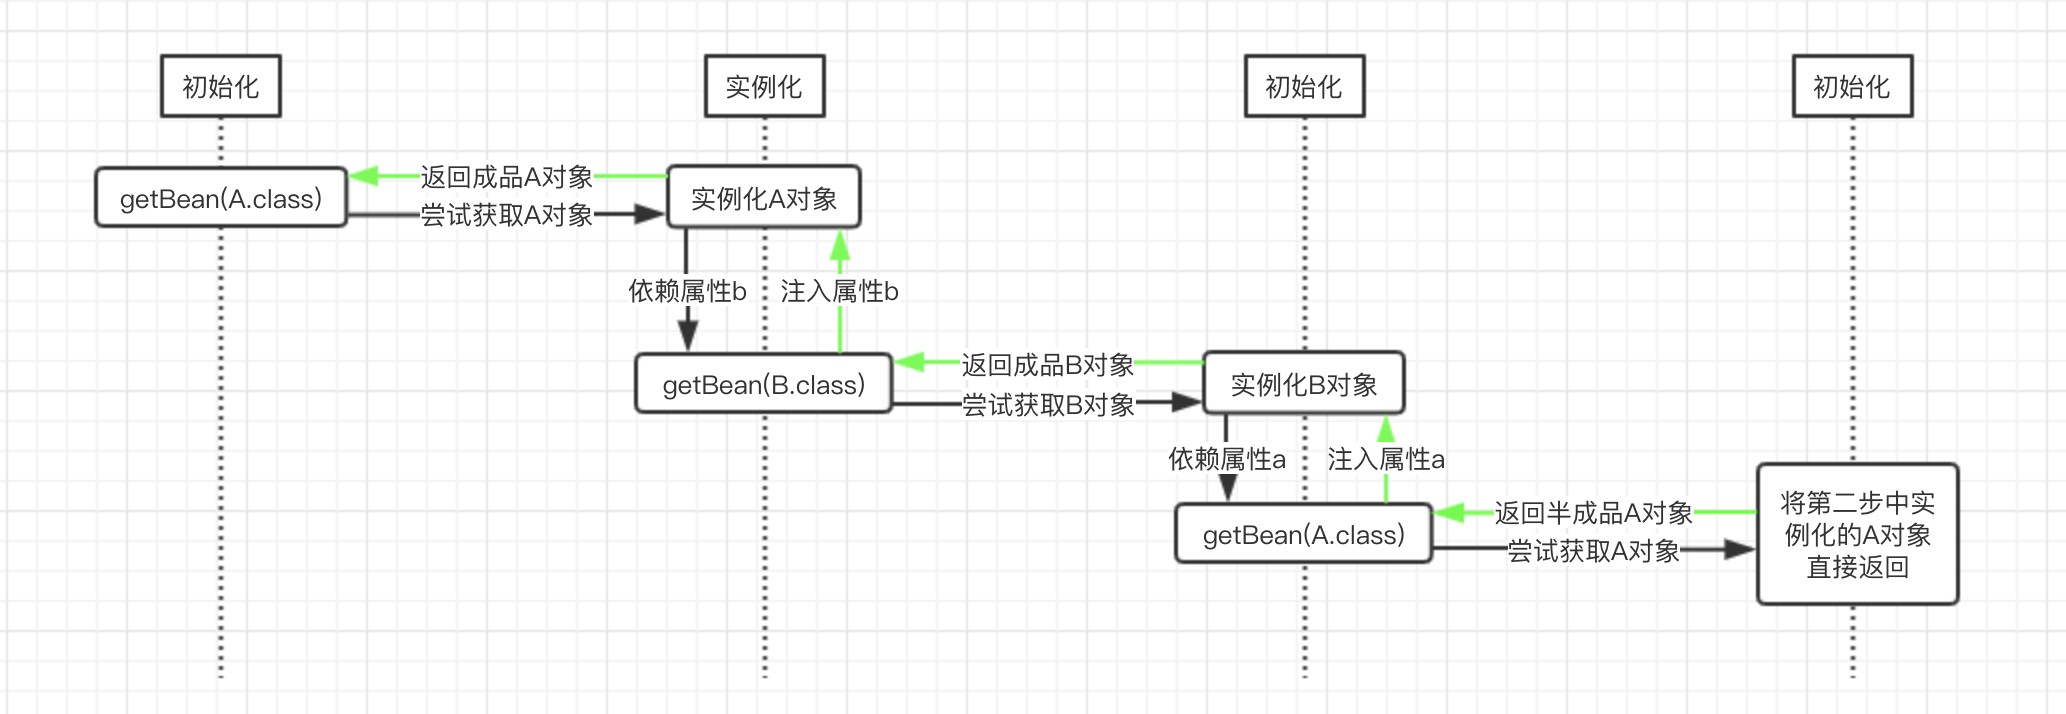 初始化
实例化
初始化
初始化
getBean(A.class)
返回成品A对象
尝试获取A对象
实例化A对象
依赖属性b
注入属性b
getBean(B.class)
返回成品B对象
尝试获取B对象
实例化B对象
依赖属性a
注入属性a
getBean(A.class)
返回半成品A对象
尝试获取A对象
将第二步中实
例化的A对象
直接返回